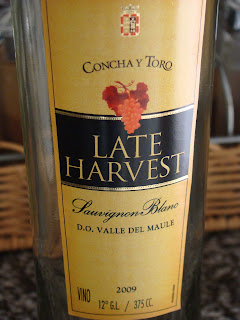 CONCHA Y TORO
LATE
HARVEST
Sauvignon Blanc
D.O. VALLE DEL MAULE
2009
VINO
12° G.L / 375 CC.